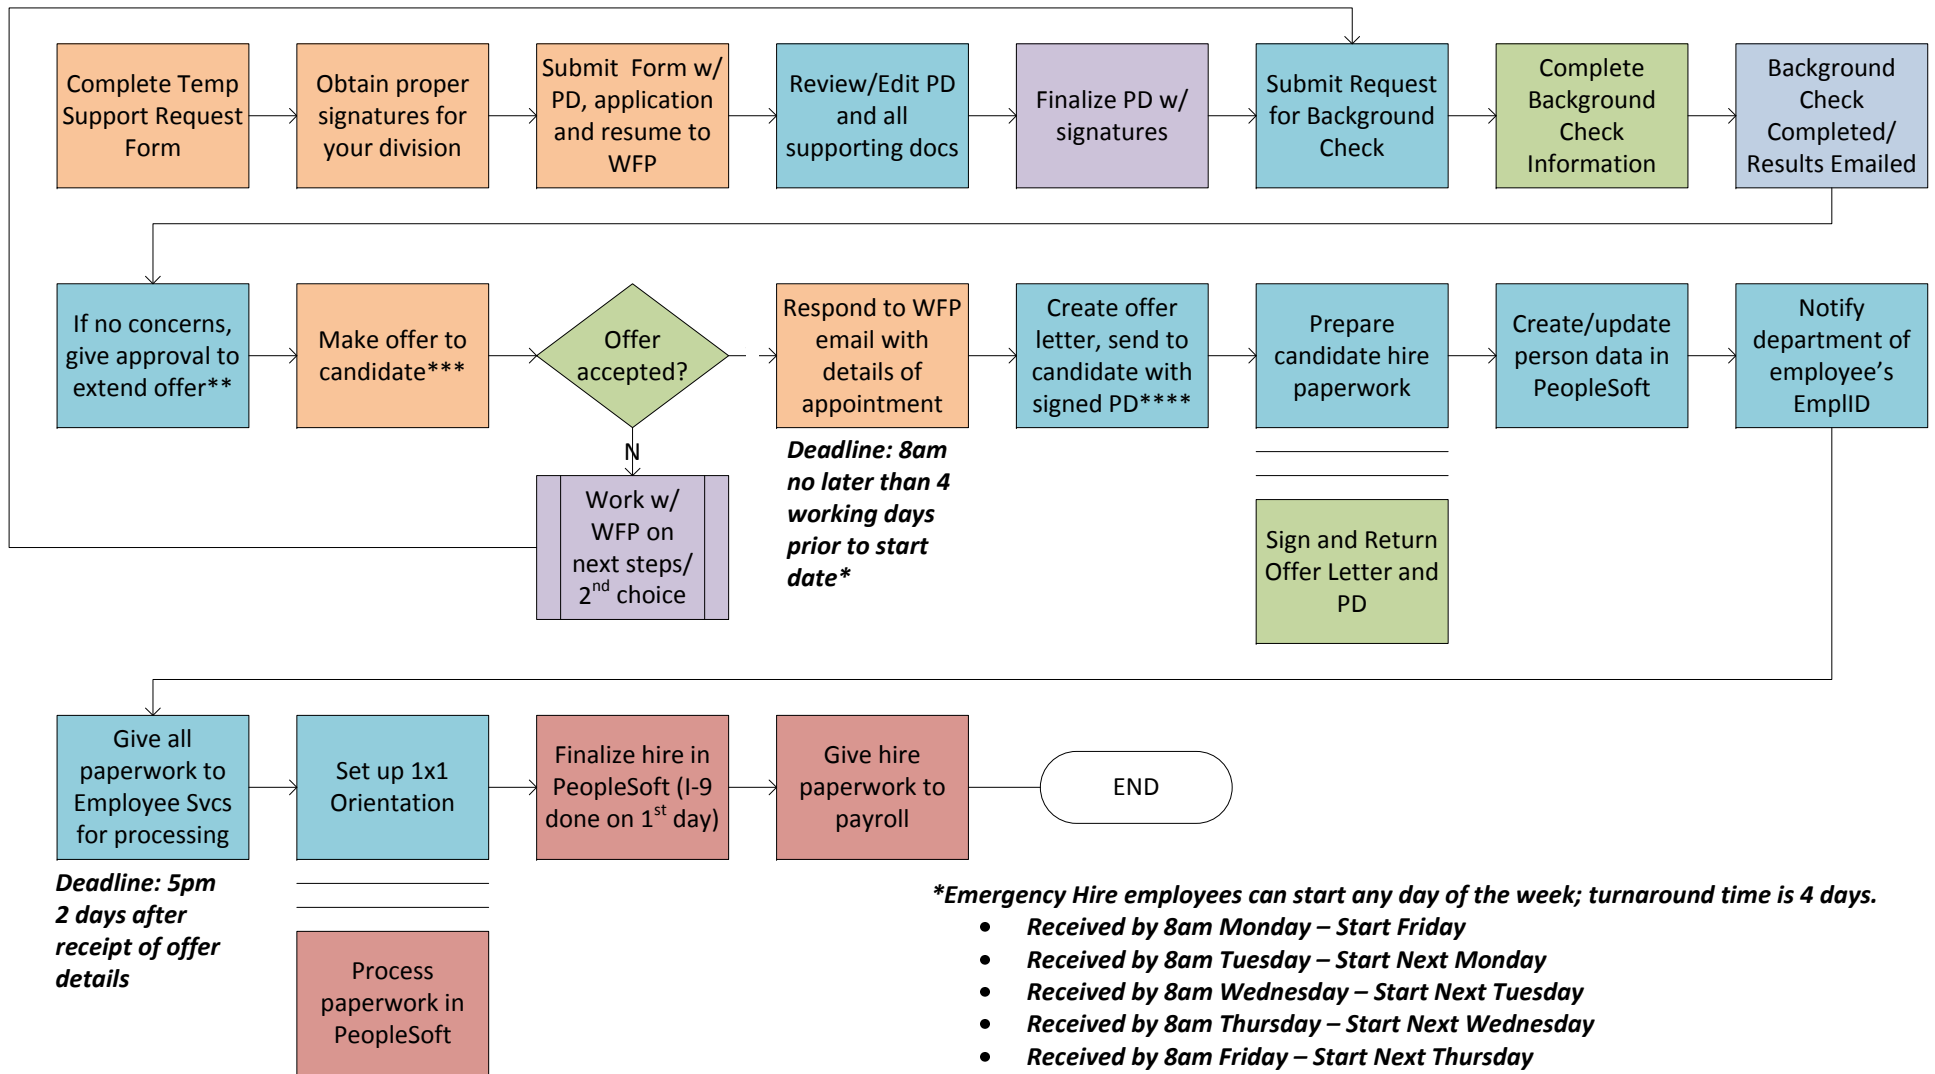 Complete Temp
Support Request
Form
Obtain proper
signatures for
your division
Submit Form w/
PD, application
and resume to
WFP
Review/Edit PD
and all
supporting docs
Finalize PD w/
signatures
Submit Request
for Background
Check
Complete
Background
Check
Information
Background
Check
Completed/
Results Emailed
If no concerns,
give approval to
extend offer**
Make offer to
candidate***
Offer
accepted?
N
Work w/
WFP on
next steps/
2nd choice
Respond to WFP
email with
details of
appointment
Deadline: 8am
no later than 4
working days
prior to start
date*
Create offer
letter, send to
candidate with
signed PD****
Prepare
candidate hire
paperwork
Sign and Return
Offer Letter and
PD
Create/update
person data in
PeopleSoft
Notify
department of
employee’s
EmplID
Give all
paperwork to
Employee Svcs
for processing
Deadline: 5pm
2 days after
receipt of offer
details
Set up 1x1
Orientation
Process
paperwork in
PeopleSoft
Finalize hire in
PeopleSoft (I-9
done on 1st day)
Give hire
paperwork to
payroll
END
*Emergency Hire employees can start any day of the week; turnaround time is 4 days.
• Received by 8am Monday – Start Friday
• Received by 8am Tuesday – Start Next Monday
• Received by 8am Wednesday – Start Next Tuesday
• Received by 8am Thursday – Start Next Wednesday
• Received by 8am Friday – Start Next Thursday